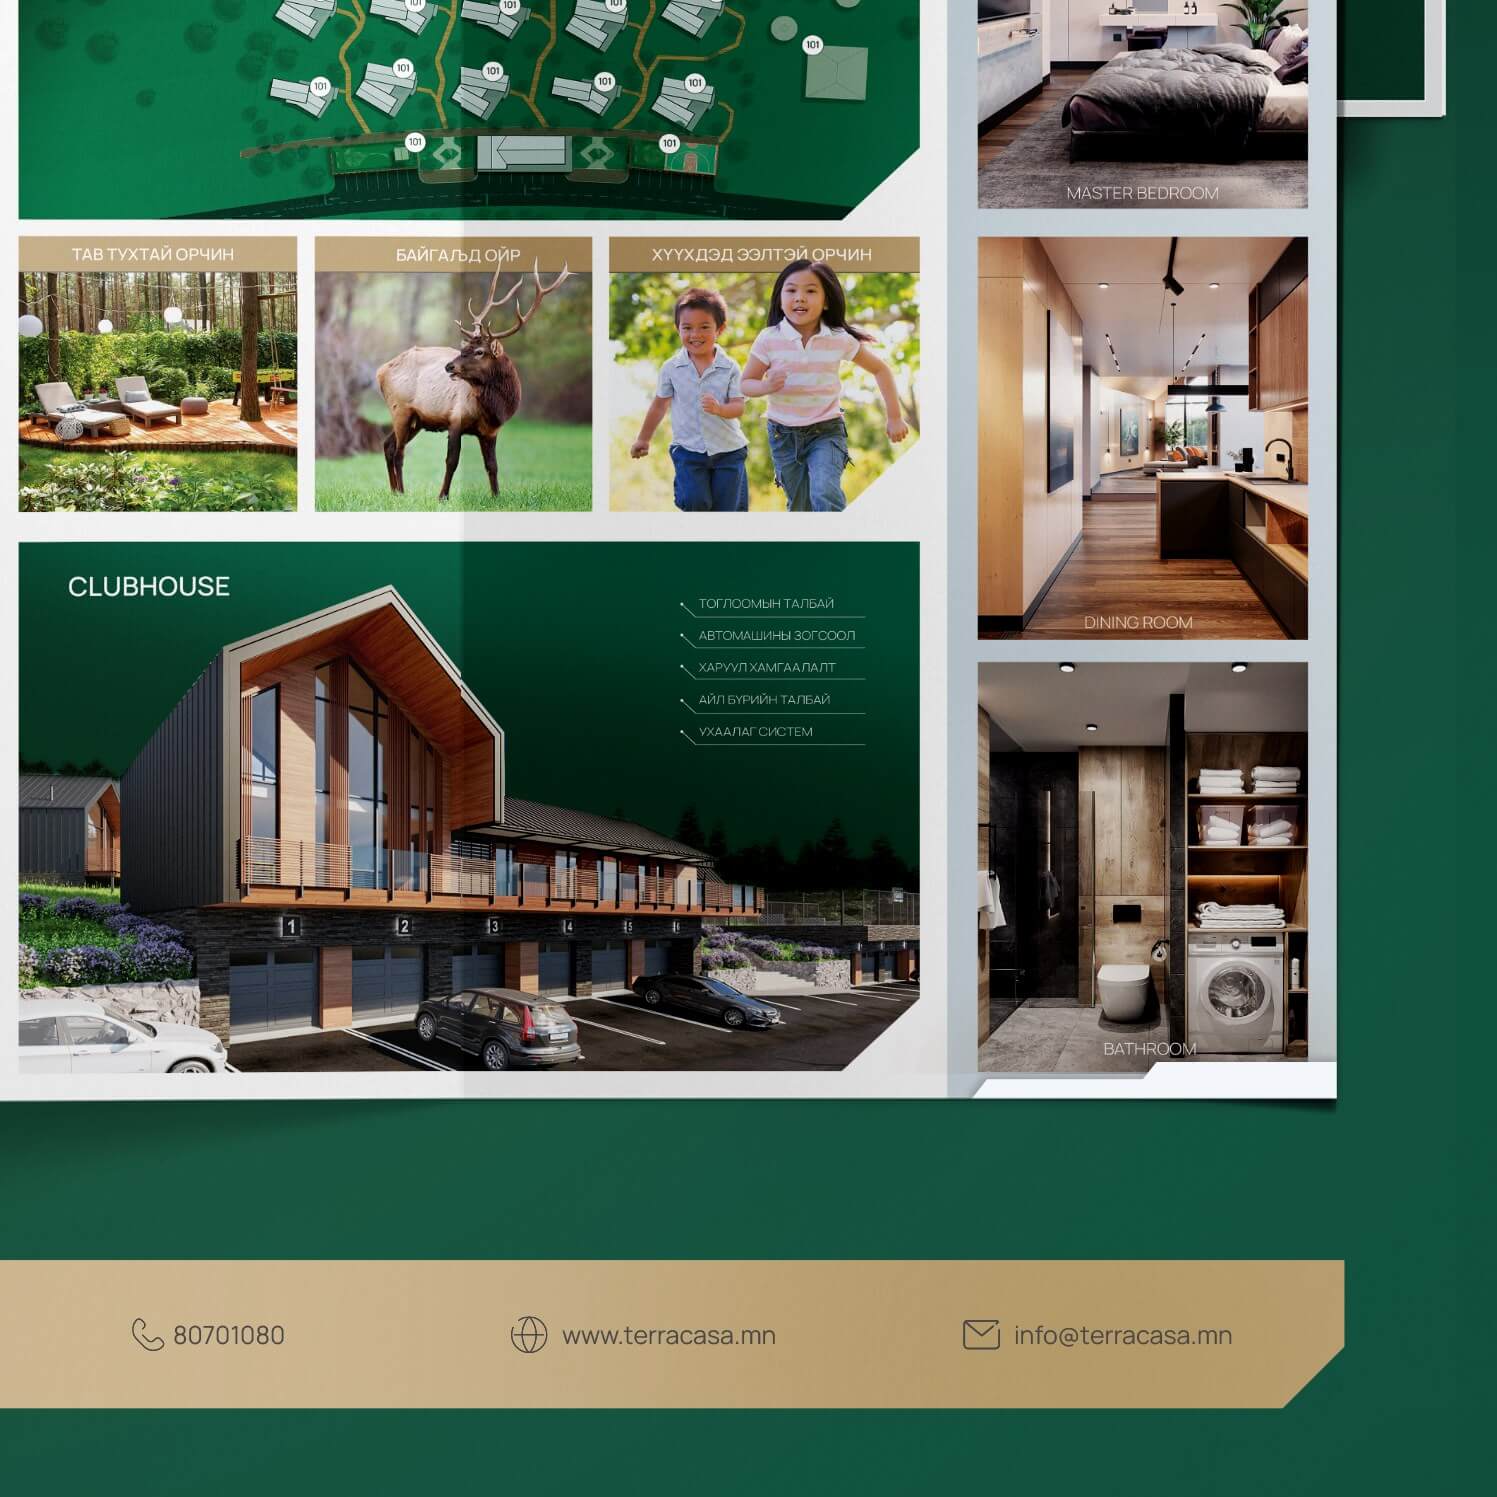 101
101
101
101
101
101
101
101
101
101
101
101
MASTER BEDROOM
ТАВ ТУХТАЙ ОРЧИН
БАЙГАЉД ОЙР
ХҮҮХДЭД ЭЭЛТЭЙ ОРЧИН
DINING ROOM
CLUBHOUSE
ТОГЛООМЫН ТАЛБАЙ
АВТОМАШИНЫ ЗОГСООЛ
ХАРУУЛ ХАМГААЛАЛТ
АЙЛ БҮРИЙН ТАЛБАЙ
УХААЛАГ СИСТЕМ
1 2 3 4 5 6
BATHROOM
80701080
www.terracasa.mn
info@terracasa.mn